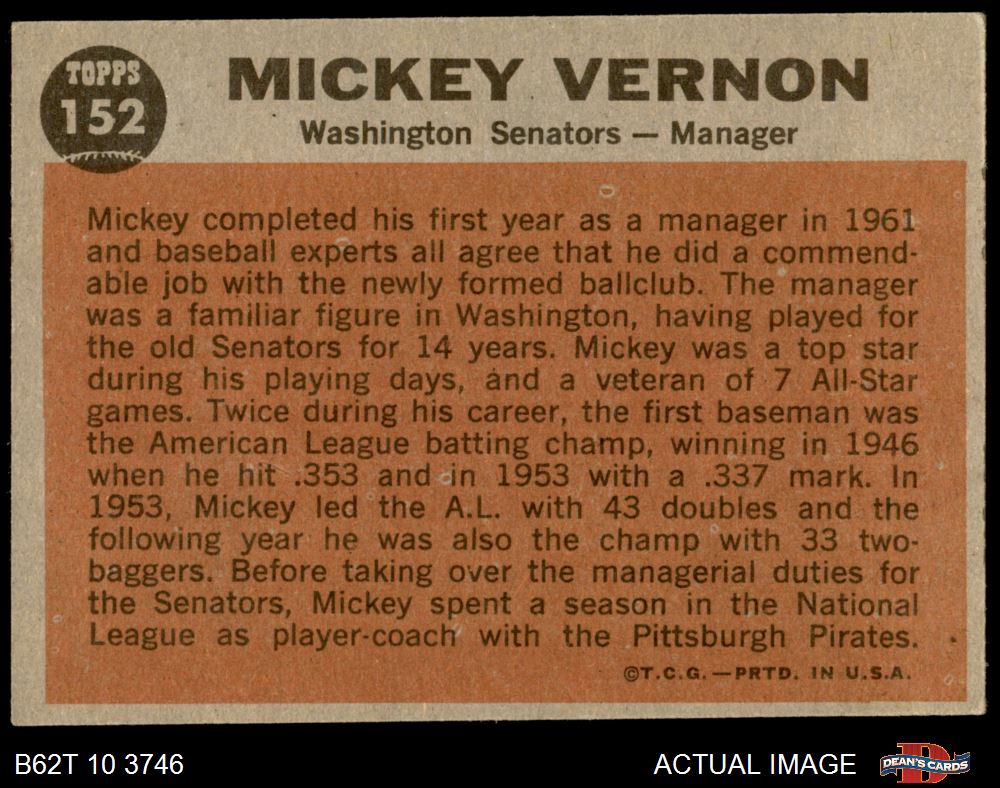 TOPPS
152
MICKEY VERNON
Washington Senators — Manager
Mickey completed his first year as a manager in 1961
and baseball experts all agree that he did a commend-
able job with the newly formed ballclub. The manager
was a familiar figure in Washington, having played for
the old Senators for 14 years. Mickey was a top star
during his playing days, and a veteran of 7 All-Star
games. Twice during his career, the first baseman was
the American League batting champ, winning in 1946
when he hit .353 and in 1953 with a .337 mark. In
1953, Mickey led the A.L. with 43 doubles and the
following year he was also the champ with 33 two-
baggers. Before taking over the managerial duties for
the Senators, Mickey spent a season in the National
League as player-coach with the Pittsburgh Pirates.
©T.C.G.—PRTD. IN U.S.A.
B62T 10 3746
ACTUAL IMAGE
D
DEAN'S CARDS